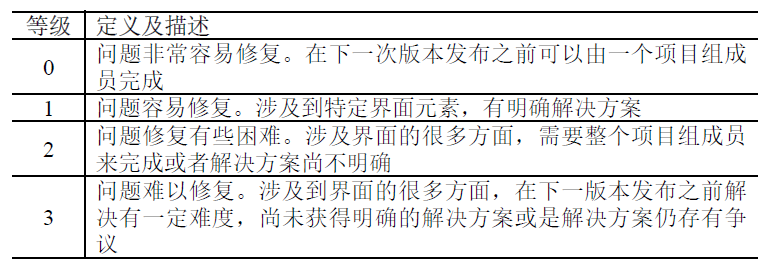 等级 定义及描述
0 问题非常容易修复。在下一次版本发布之前可以由一个项目组成
员完成
1 问题容易修复。涉及到特定界面元素，有明确解决方案
2 问题修复有些困难。涉及界面的很多方面，需要整个项目组成员
来完成或者解决方案尚不明确
3 问题难以修复。涉及到界面的很多方面，在下一版本发布之前解
决有一定难度，尚未获得明确的解决方案或是解决方案仍存有争
议